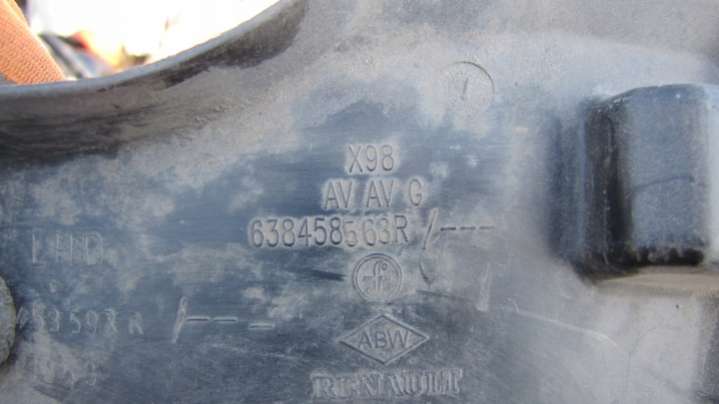 X98
AV AV G
638458563R /---
LHD
/---
ABW
RENAULT